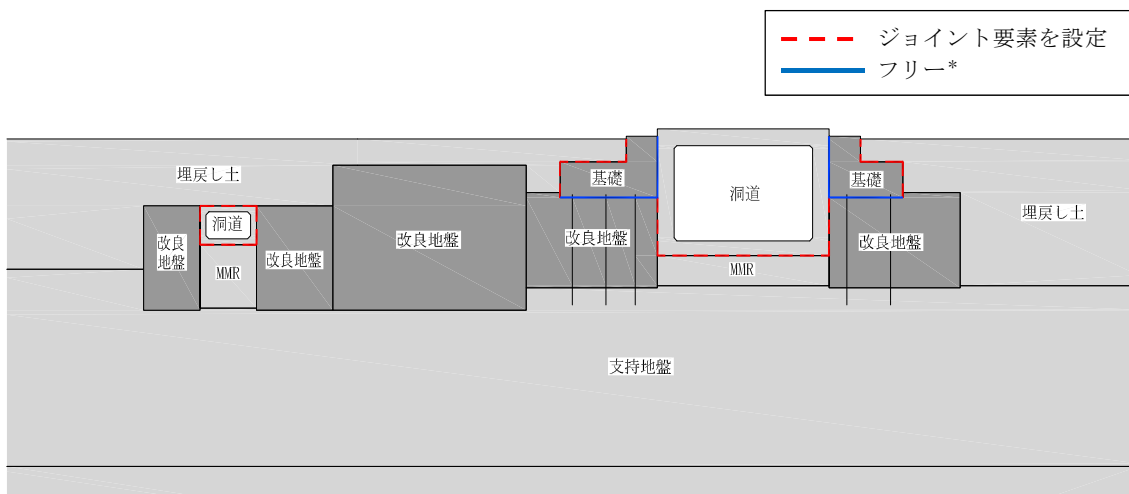 ジョイント要素を設定
フリー*
埋戻し土
基礎
洞道
基礎
洞道
埋戻し土
改良
地盤
改良地盤
改良地盤
改良地盤
改良地盤
MMR
MMR
支持地盤